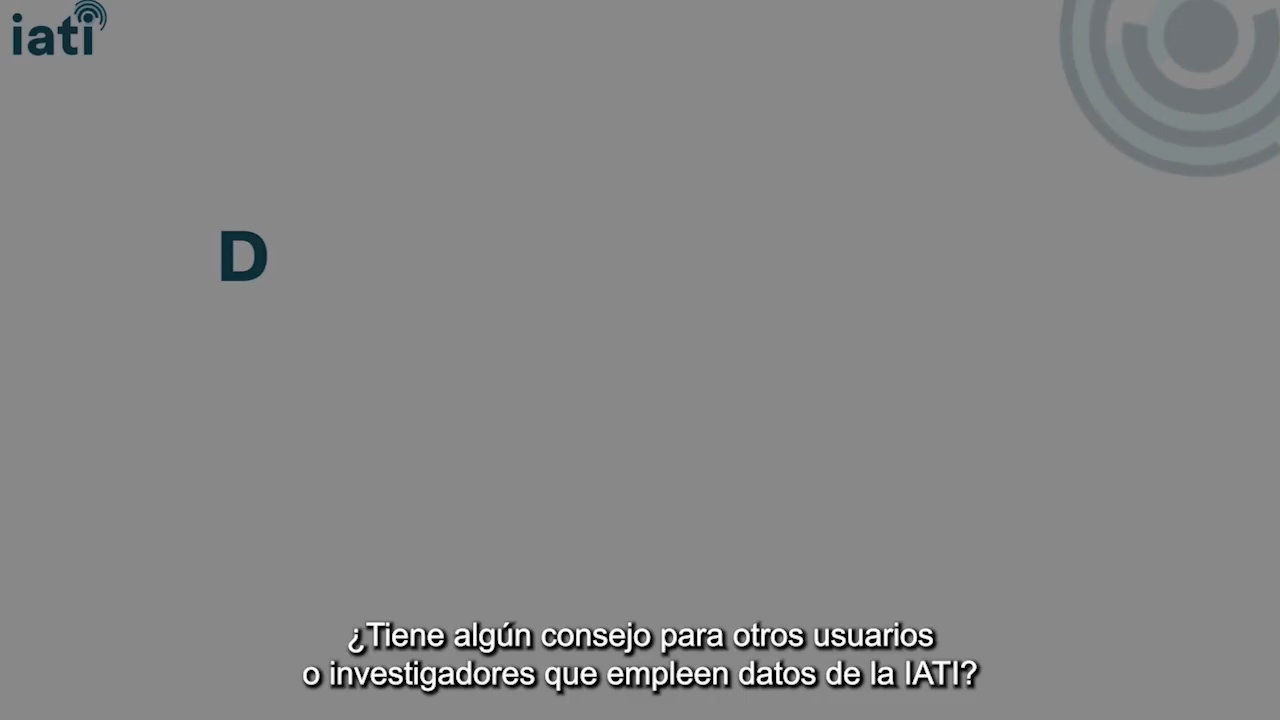 iati
D
¿Tiene algún consejo para otros usuarios
o investigadores que empleen datos de la IATI?